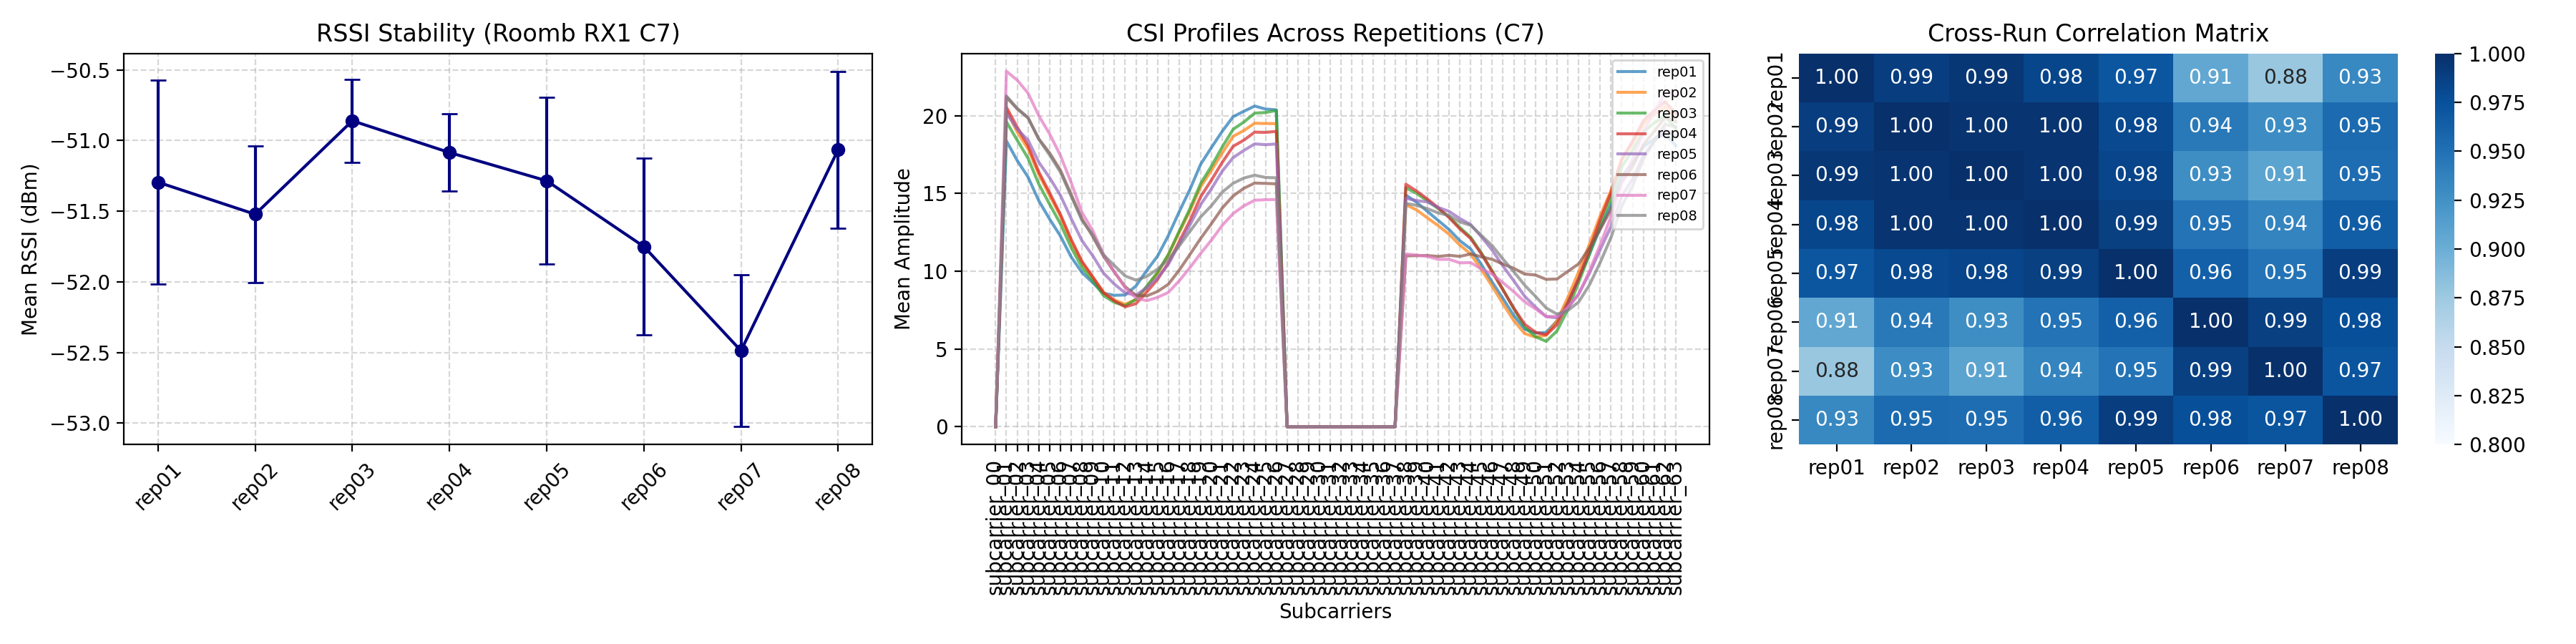 RSSI Stability (Roomb RX1 C7)
Mean RSSI (dBm)
−50.5
−51.0
−51.5
−52.0
−52.5
−53.0
rep01 rep02 rep03 rep04 rep05 rep06 rep07 rep08
CSI Profiles Across Repetitions (C7)
Mean Amplitude
20
15
10
5
0
rep01
rep02
rep03
rep04
rep05
rep06
rep07
rep08
subcarrier_00
subcarrier_63
Subcarriers
Cross-Run Correlation Matrix
rep01 1.00 0.99 0.99 0.98 0.97 0.91 0.88 0.93
rep02 0.99 1.00 1.00 1.00 0.98 0.94 0.93 0.95
rep03 0.99 1.00 1.00 1.00 0.98 0.93 0.91 0.95
rep04 0.98 1.00 1.00 1.00 0.99 0.95 0.94 0.96
rep05 0.97 0.98 0.98 0.99 1.00 0.96 0.95 0.99
rep06 0.91 0.94 0.93 0.95 0.96 1.00 0.99 0.98
rep07 0.88 0.93 0.91 0.94 0.95 0.99 1.00 0.97
rep08 0.93 0.95 0.95 0.96 0.99 0.98 0.97 1.00
rep01 rep02 rep03 rep04 rep05 rep06 rep07 rep08
1.000
0.975
0.950
0.925
0.900
0.875
0.850
0.825
0.800